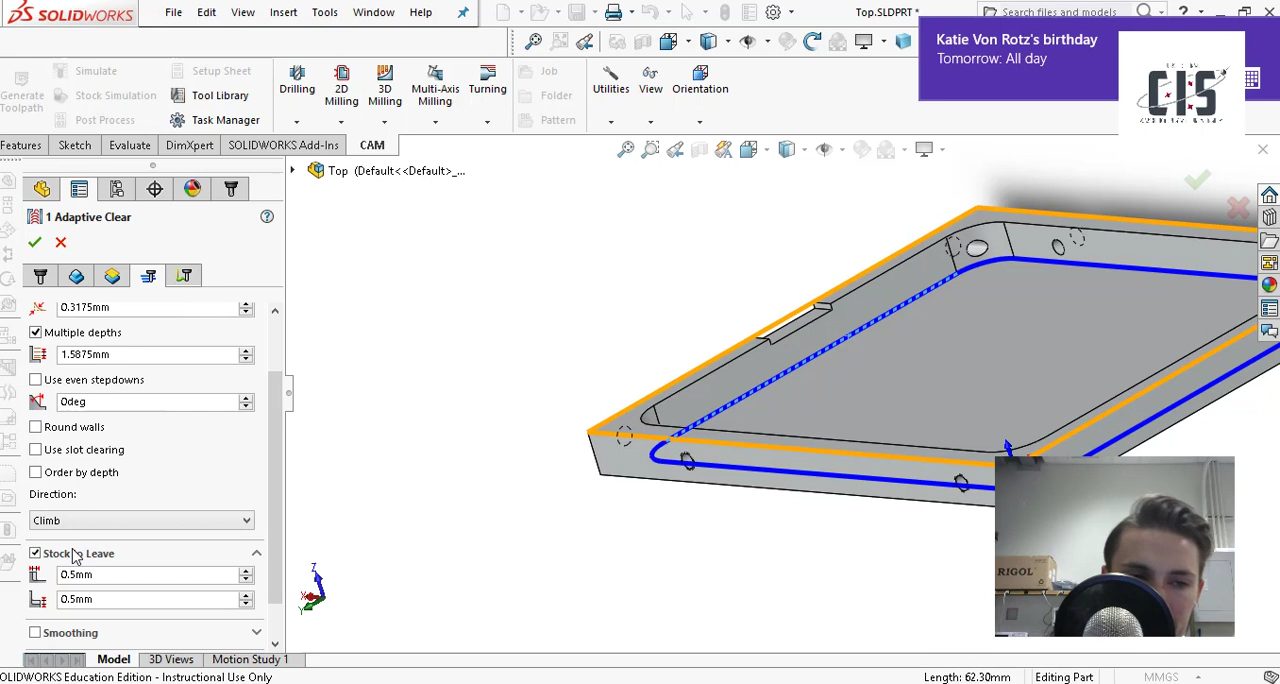 SOLIDWORKS
File Edit View Insert Tools Window Help
Top.SLDPRT *
Search files and models
?
Katie Von Rotz's birthday
Tomorrow: All day
CIS
Generate
Toolpath
Simulate
Stock Simulation
Post Process
Setup Sheet
Tool Library
Task Manager
Drilling
2D
Milling
3D
Milling
Multi-Axis
Milling
Turning
Job
Folder
Pattern
Utilities
View
Orientation
Features Sketch Evaluate DimXpert SOLIDWORKS Add-Ins CAM
Top (Default<<Default>_...
1 Adaptive Clear
?
0.3175mm
Multiple depths
1.5875mm
Use even stepdowns
0deg
Round walls
Use slot clearing
Order by depth
Direction:
Climb
Stock to Leave
0.5mm
0.5mm
Smoothing
Z
X
Y
RIGOL
Model 3D Views Motion Study 1
SOLIDWORKS Education Edition - Instructional Use Only
Length: 62.30mm
Editing Part
MMGS